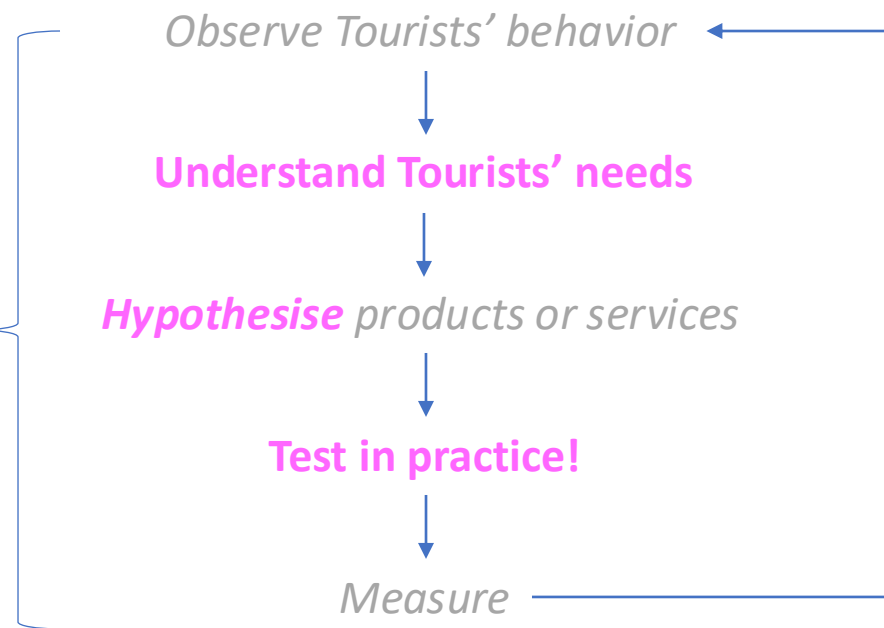 Observe Tourists’ behavior
Understand Tourists’ needs
Hypothesise products or services
Test in practice!
Measure